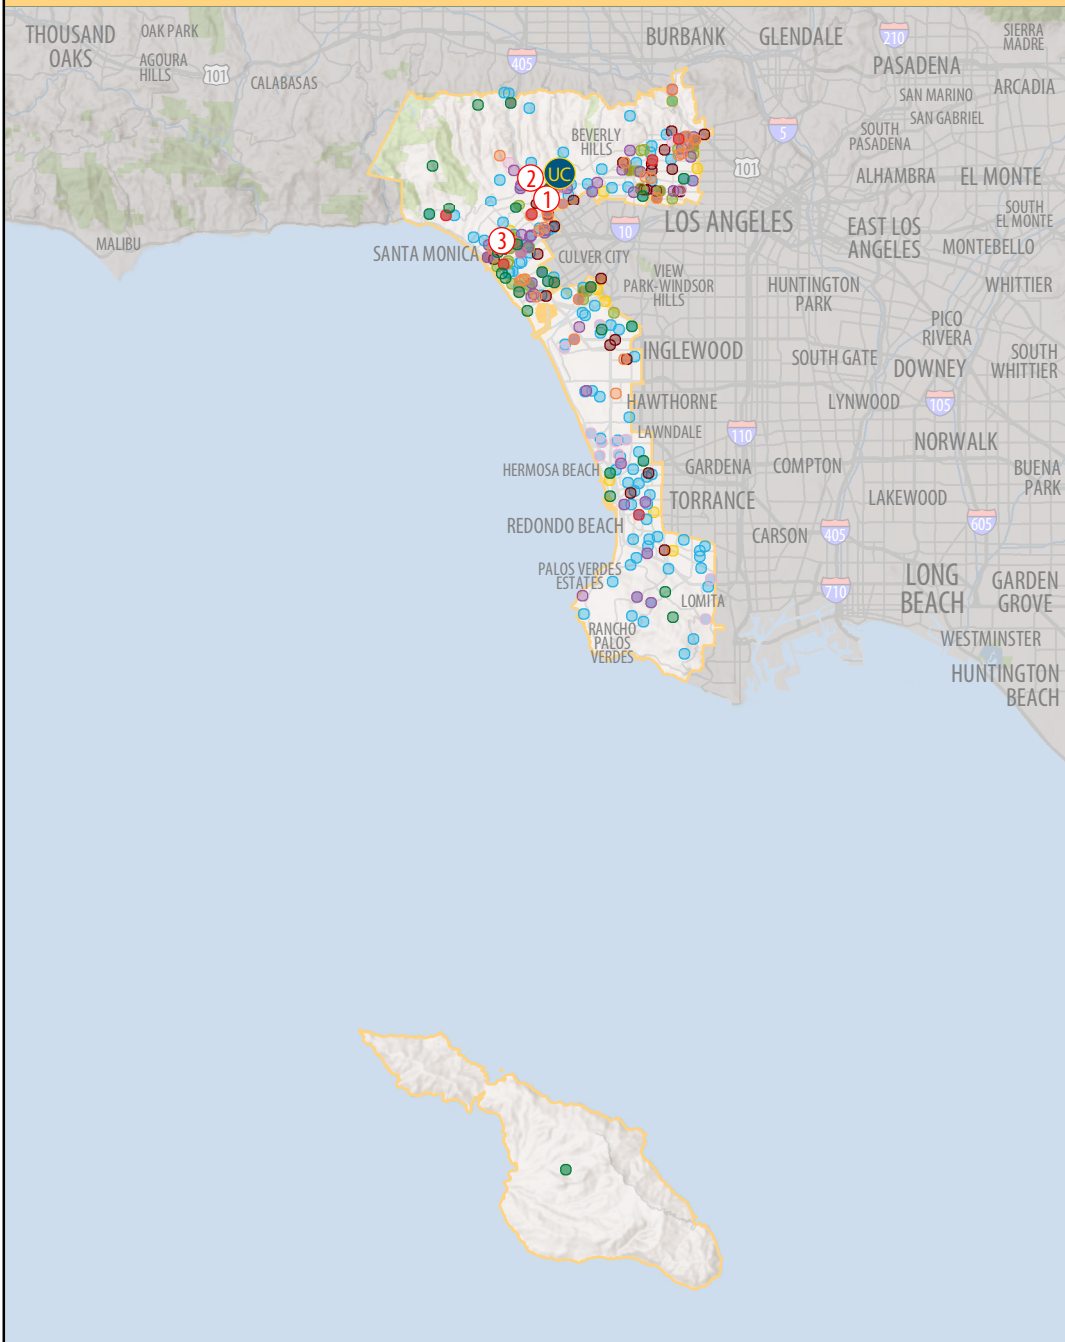 THOUSAND
OAKS
OAK PARK
AGOURA
HILLS
101
CALABASAS
405
BURBANK
GLENDALE
210
SIERRA
MADRE
PASADENA
ARCADIA
SAN MARINO
SAN GABRIEL
5
SOUTH
PASADENA
BEVERLY
HILLS
101
ALHAMBRA
EL MONTE
UC
2
1
3
LOS ANGELES
10
SOUTH
EL MONTE
EAST LOS
ANGELES
MONTEBELLO
MALIBU
SANTA MONICA
CULVER CITY
VIEW
PARK-WINDSOR
HILLS
HUNTINGTON
PARK
WHITTIER
PICO
RIVERA
INGLEWOOD
SOUTH GATE
DOWNEY
SOUTH
WHITTIER
HAWTHORNE
LYNWOOD
105
LAWNDALE
110
NORWALK
HERMOSA BEACH
GARDENA
COMPTON
BUENA
PARK
TORRANCE
LAKEWOOD
REDONDO BEACH
CARSON
405
605
PALOS VERDES
ESTATES
LOMITA
710
LONG
BEACH
GARDEN
GROVE
RANCHO
PALOS
VERDES
WESTMINSTER
HUNTINGTON
BEACH